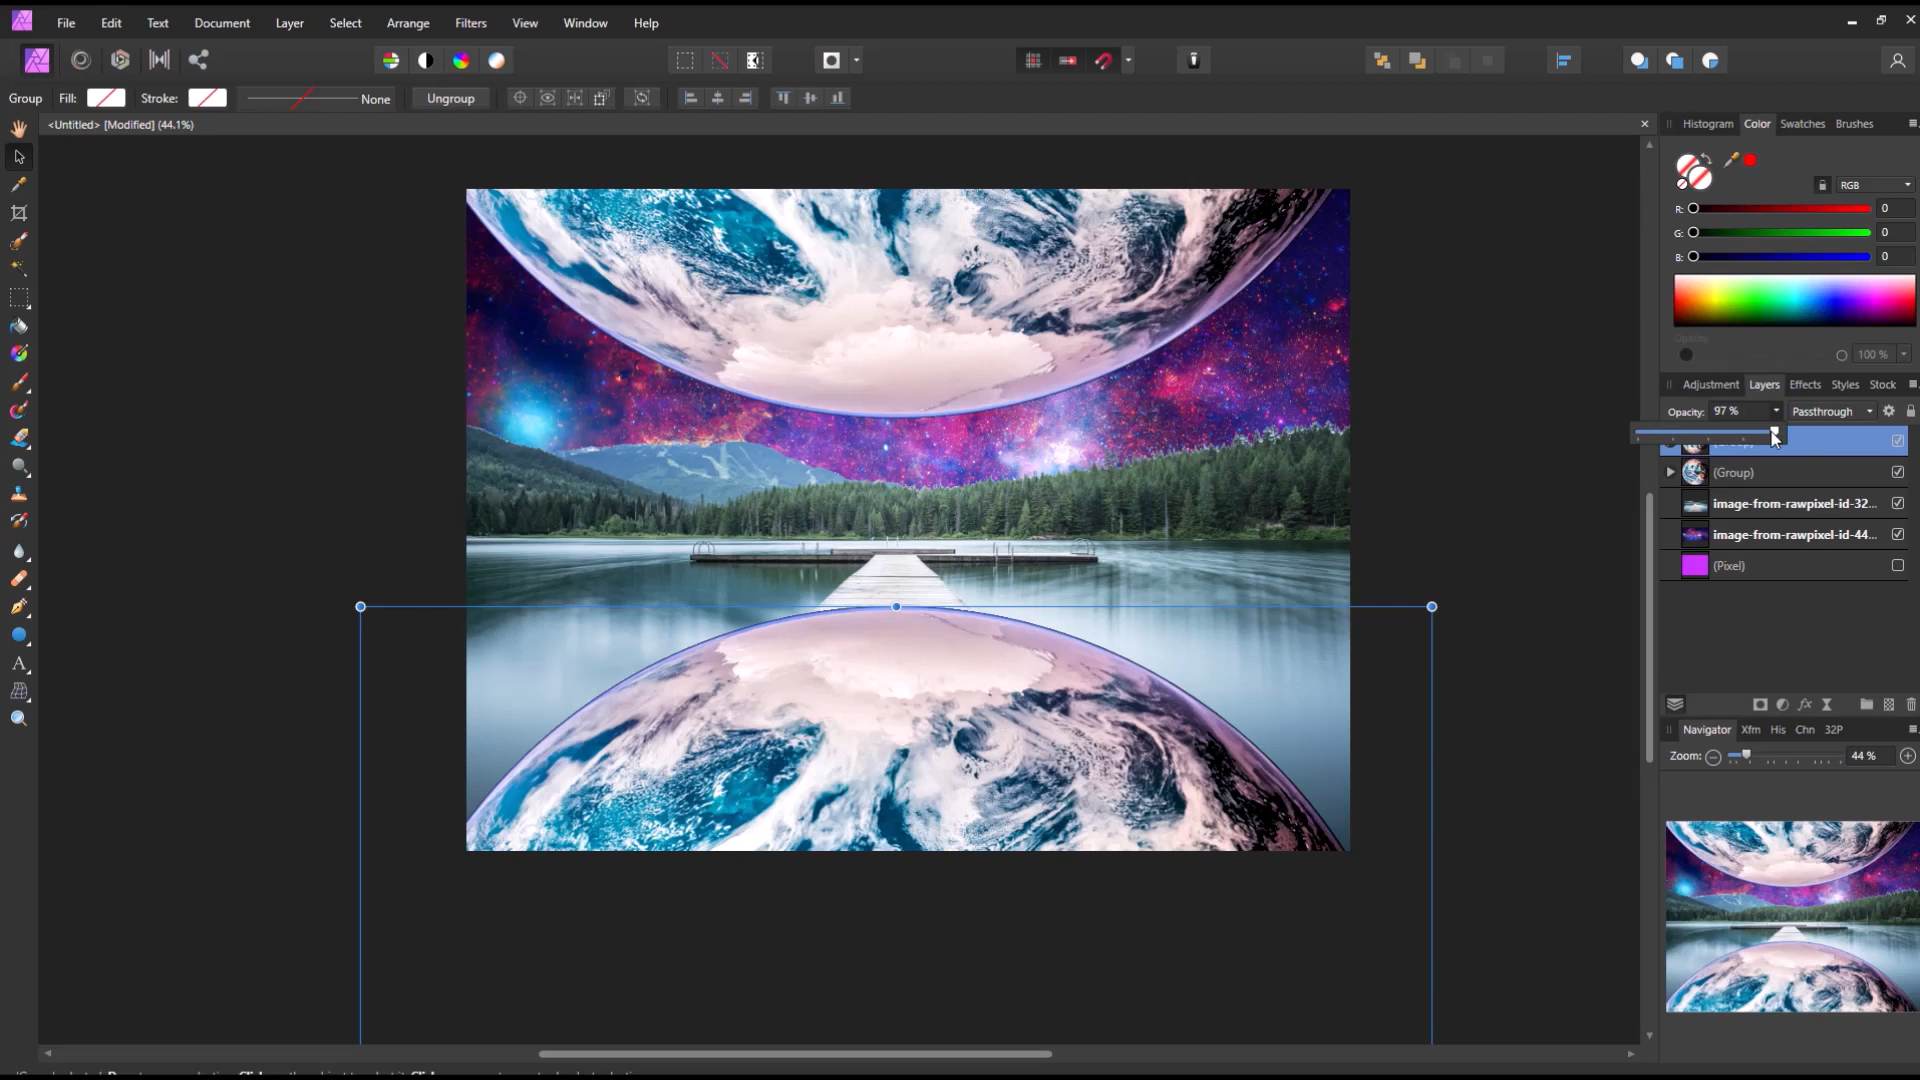 File Edit Text Document Layer Select Arrange Filters View Window Help
Group Fill: Stroke: None Ungroup
<Untitled> [Modified] (44.1%)
Histogram Color Swatches Brushes
RGB
R: 0
G: 0
B: 0
Opacity
100 %
Adjustment Layers Effects Styles Stock
Opacity: 97 % Passthrough
(Group)
image-from-rawpixel-id-32...
image-from-rawpixel-id-44...
(Pixel)
Navigator Xfm His Chn 32P
Zoom: 44 %